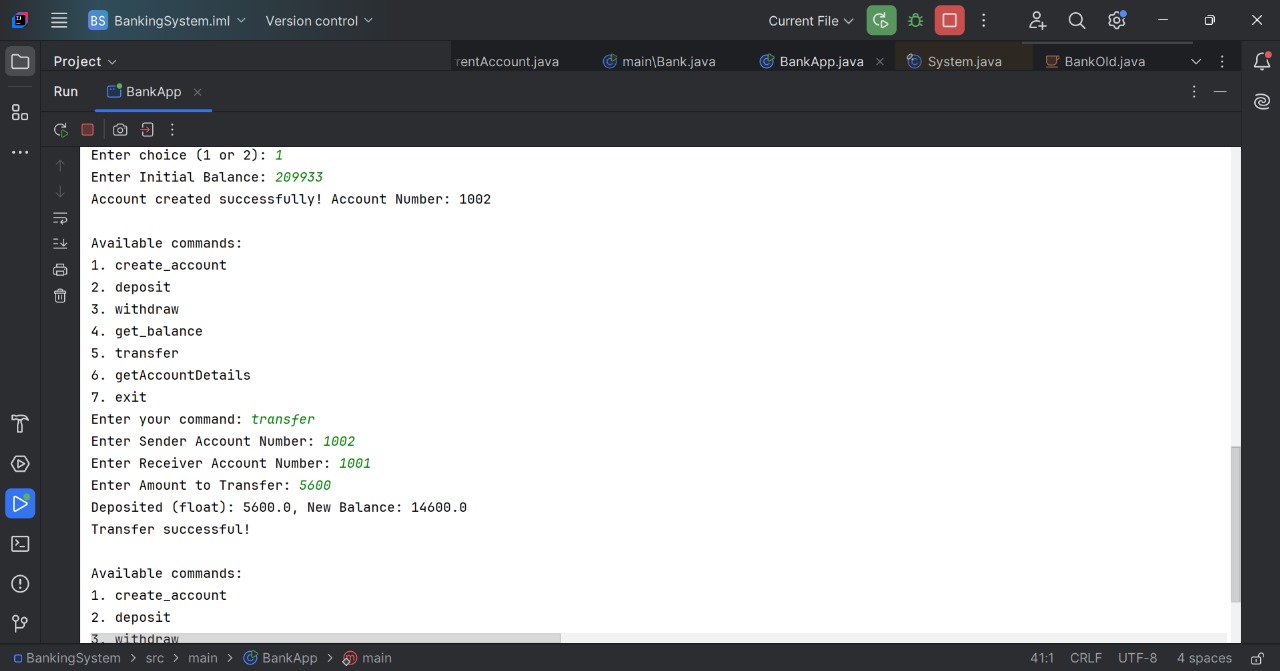 BS BankingSystem.iml Version control Current File
Project rentAccount.java main\Bank.java BankApp.java System.java BankOld.java
Run BankApp
Enter choice (1 or 2): 1
Enter Initial Balance: 209933
Account created successfully! Account Number: 1002
Available commands:
1. create_account
2. deposit
3. withdraw
4. get_balance
5. transfer
6. getAccountDetails
7. exit
Enter your command: transfer
Enter Sender Account Number: 1002
Enter Receiver Account Number: 1001
Enter Amount to Transfer: 5600
Deposited (float): 5600.0, New Balance: 14600.0
Transfer successful!
Available commands:
1. create_account
2. deposit
3. withdraw
BankingSystem > src > main > BankApp > main 41:1 CRLF UTF-8 4 spaces